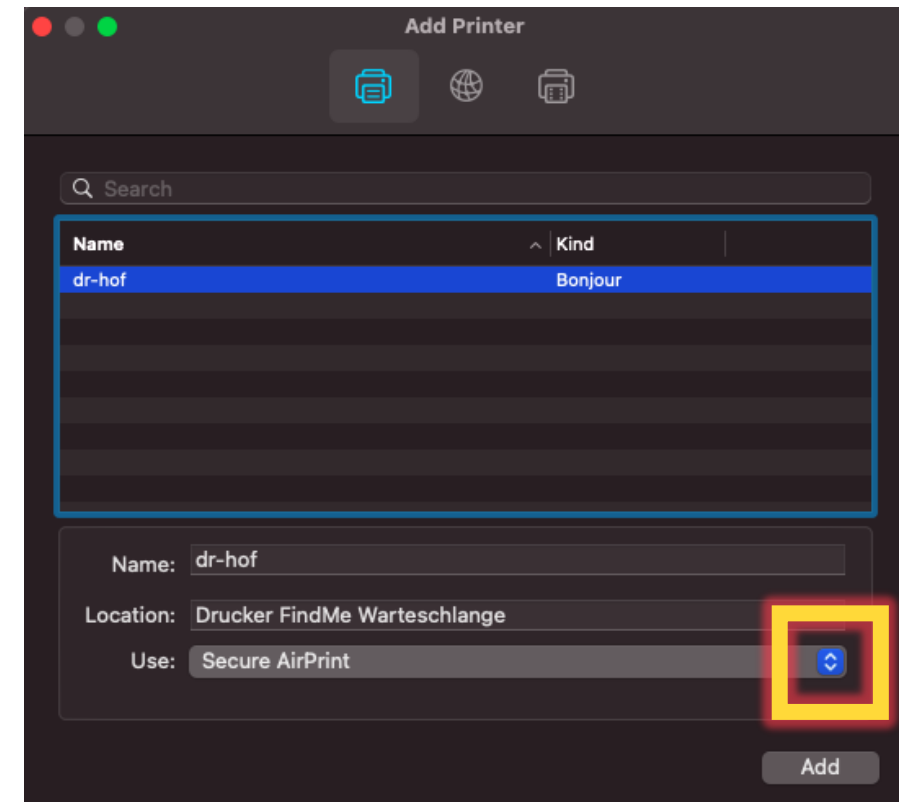 Add Printer
Search
Name Kind
dr-hof Bonjour
Name: dr-hof
Location: Drucker FindMe Warteschlange
Use: Secure AirPrint
Add